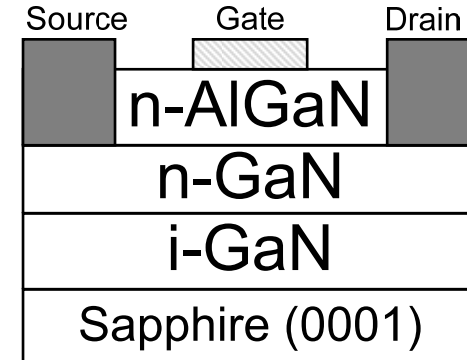 Source Gate Drain
n-AlGaN
n-GaN
i-GaN
Sapphire (0001)